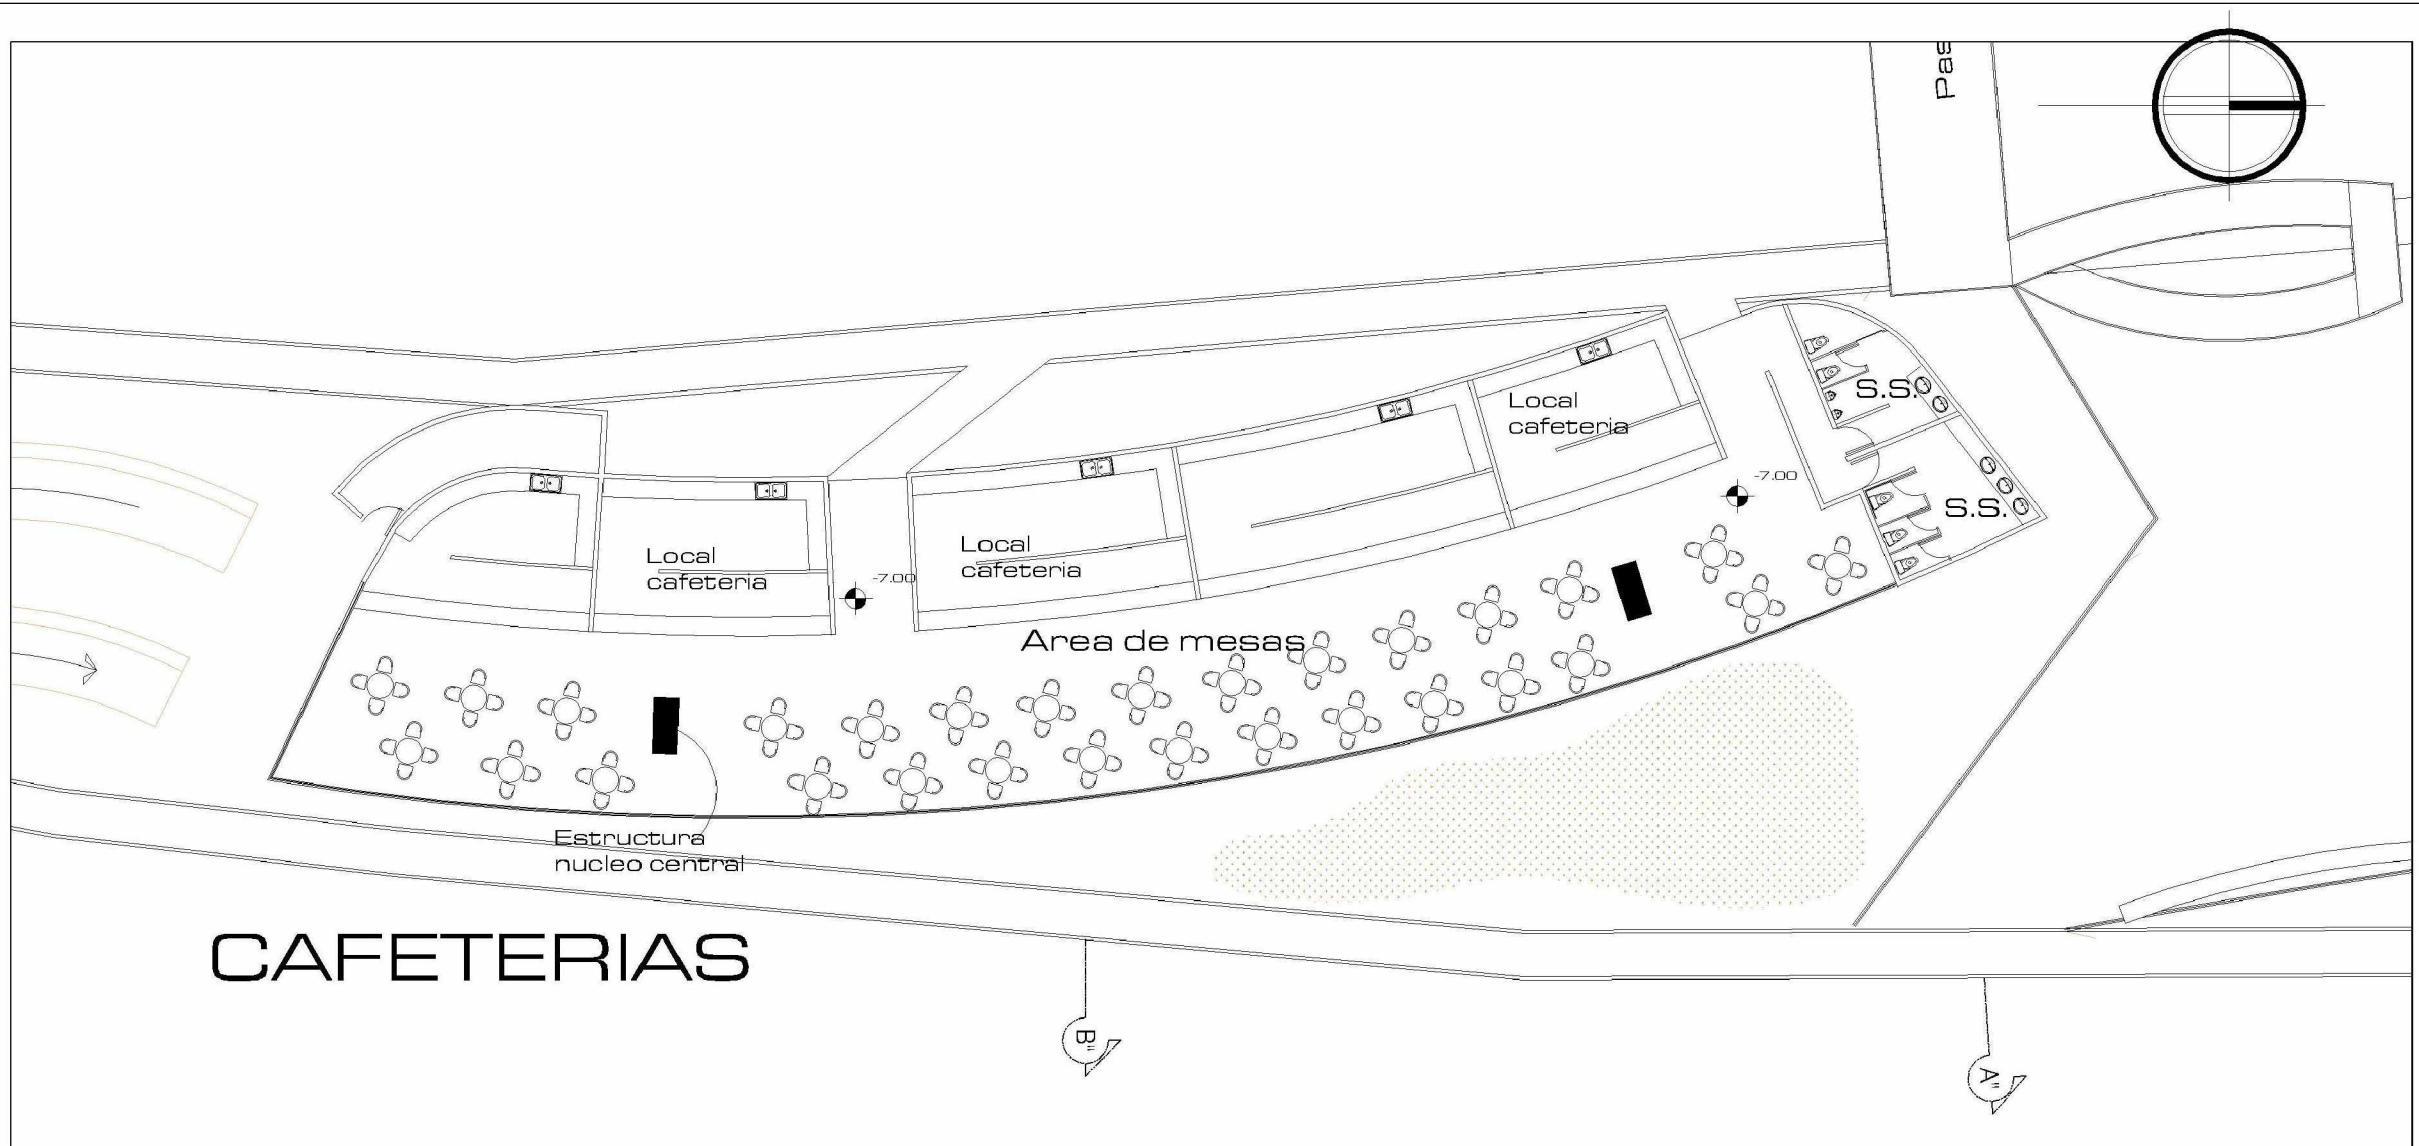 Pas
Local
cafeteria
S.S.
-7.00
S.S.
Local
cafeteria
Local
cafeteria
-7.00
Area de mesas
Estructura
nucleo central
CAFETERIAS
B"
A"